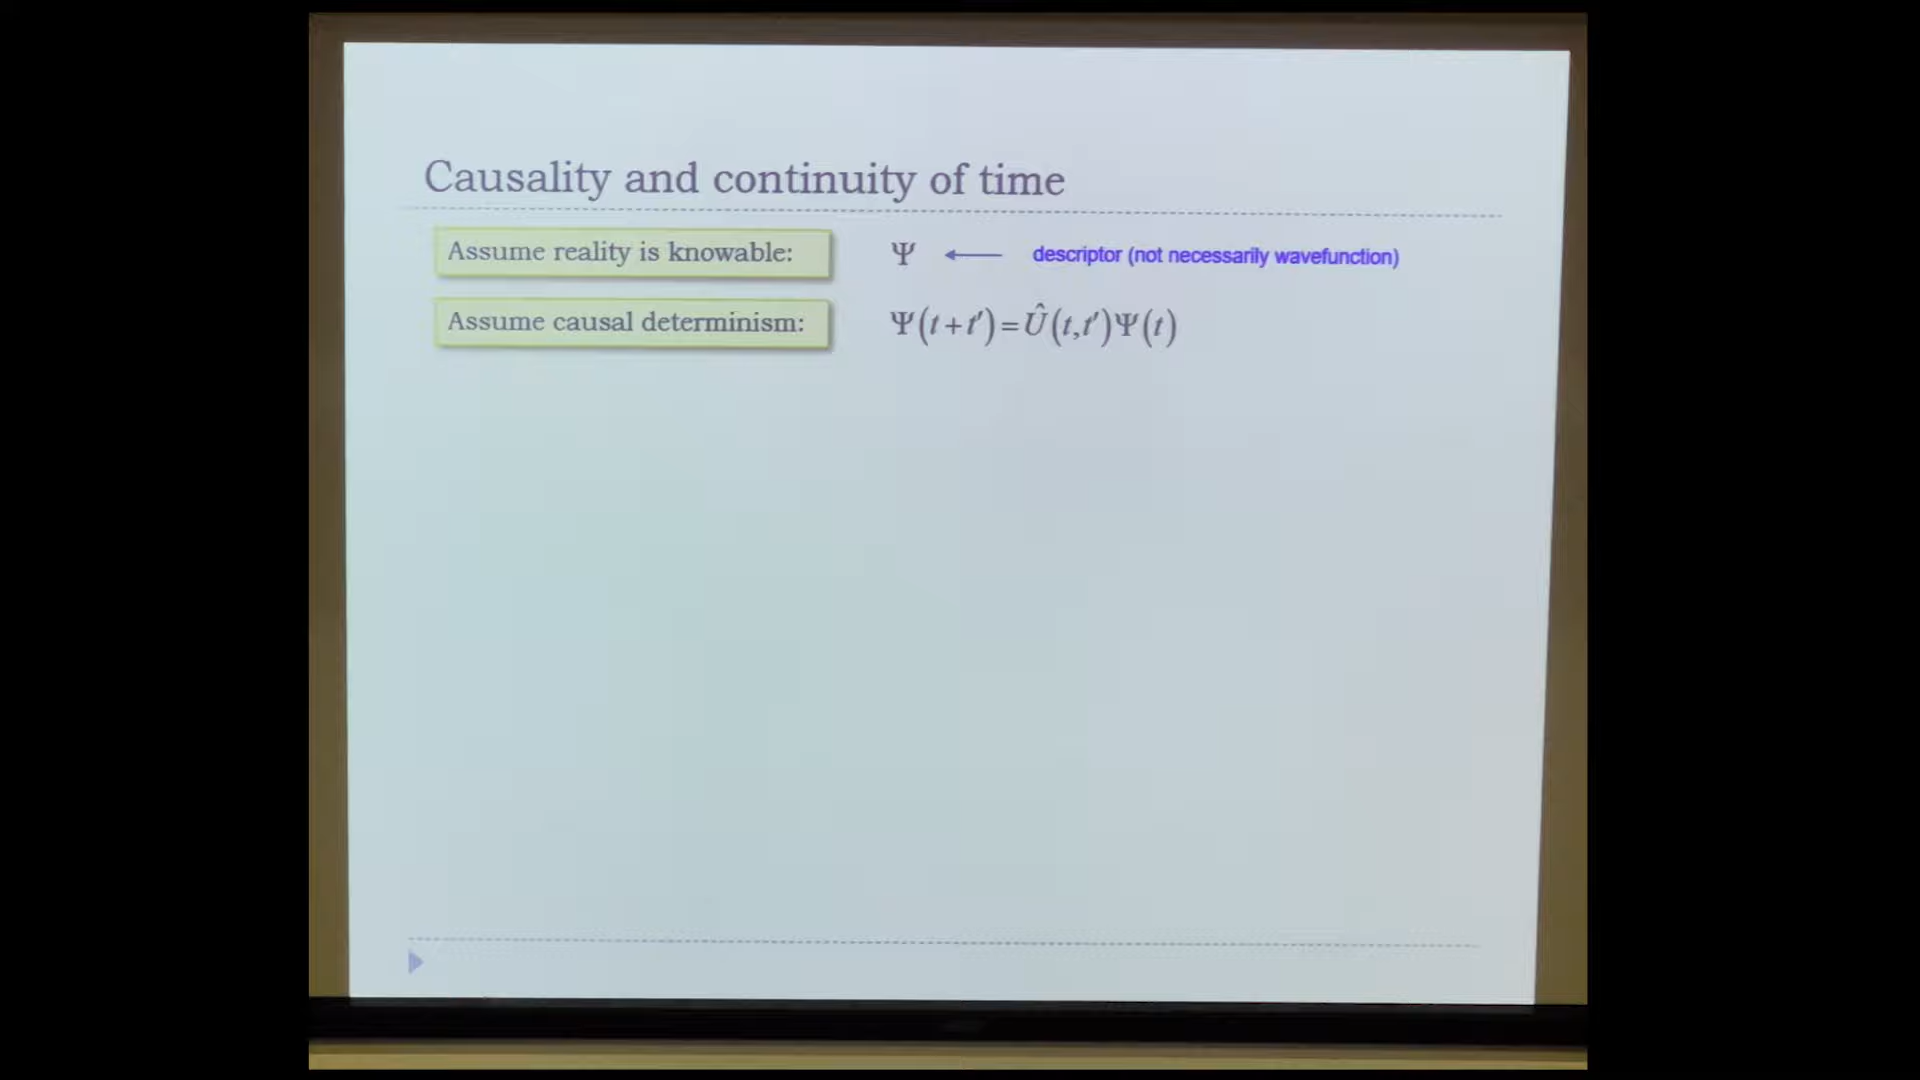 Causality and continuity of time
Assume reality is knowable: Ψ ← descriptor (not necessarily wavefunction)
Assume causal determinism: Ψ(t+t′)=Û(t,t′)Ψ(t)